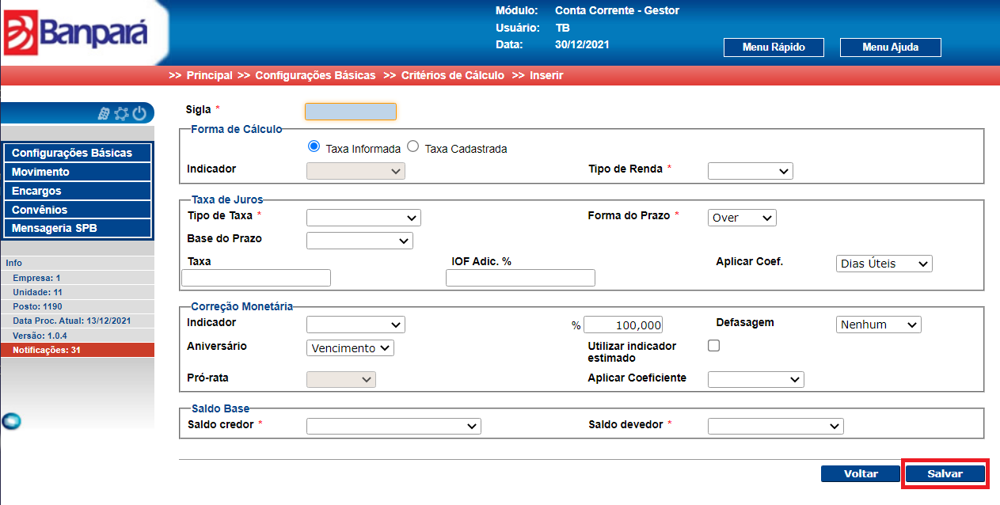 Banpará
Módulo: Conta Corrente - Gestor
Usuário: TB
Data: 30/12/2021
Menu Rápido Menu Ajuda
>> Principal >> Configurações Básicas >> Critérios de Cálculo >> Inserir
Configurações Básicas
Movimento
Encargos
Convênios
Mensageria SPB
Info
Empresa: 1
Unidade: 11
Posto: 1190
Data Proc. Atual: 13/12/2021
Versão: 1.0.4
Notificações: 31
Sigla *
Forma de Cálculo
Taxa Informada Taxa Cadastrada
Indicador Tipo de Renda *
Taxa de Juros
Tipo de Taxa * Forma do Prazo * Over
Base do Prazo
Taxa IOF Adic. % Aplicar Coef. Dias Úteis
Correção Monetária
Indicador % 100,000 Defasagem Nenhum
Aniversário Vencimento Utilizar indicador
estimado
Pró-rata Aplicar Coeficiente
Saldo Base
Saldo credor * Saldo devedor *
Voltar Salvar